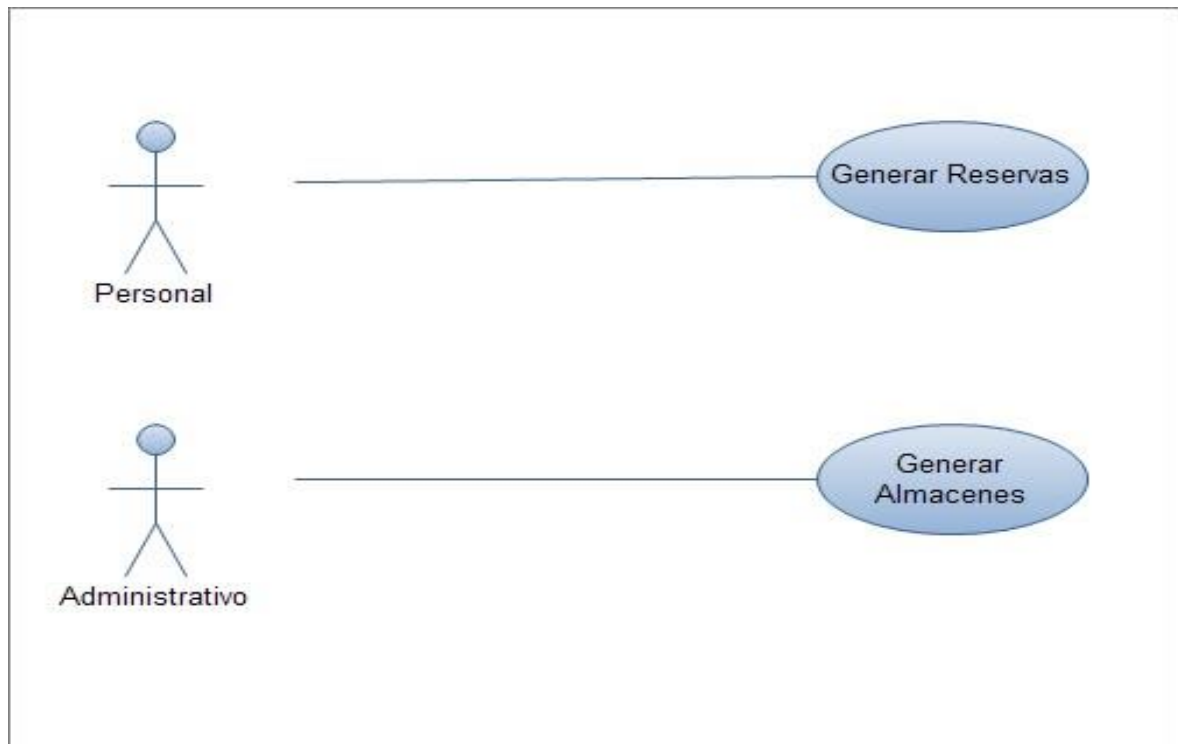 Generar Reservas
Personal
Generar
Almacenes
Administrativo